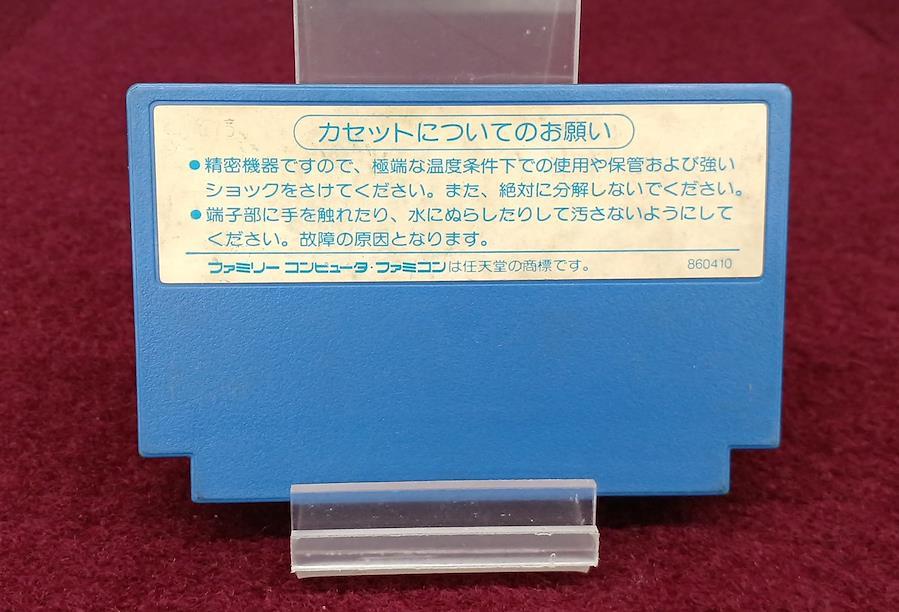 カセットについてのお願い
●精密機器ですので、極端な温度条件下での使用や保管および強い
ショックをさけてください。また、絶対に分解しないでください。
●端子部に手を触れたり、水にぬらしたりして汚さないようにして
ください。故障の原因となります。
ファミリー コンピュータ・ファミコンは任天堂の商標です。 860410